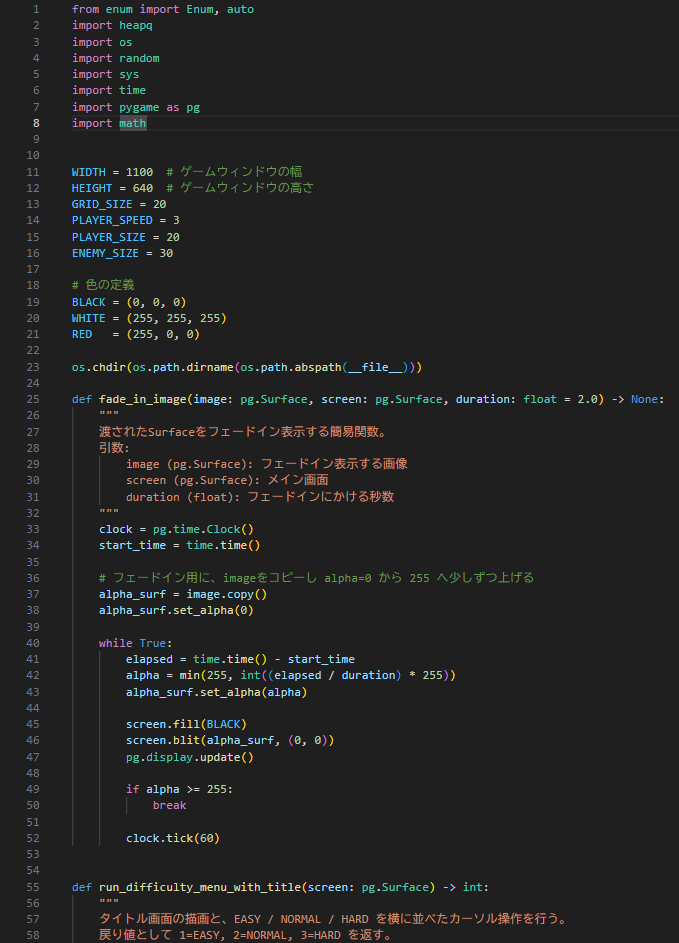 1 from enum import Enum, auto
2 import heapq
3 import os
4 import random
5 import sys
6 import time
7 import pygame as pg
8 import math
9
10
11 WIDTH = 1100  # ゲームウィンドウの幅
12 HEIGHT = 640  # ゲームウィンドウの高さ
13 GRID_SIZE = 20
14 PLAYER_SPEED = 3
15 PLAYER_SIZE = 20
16 ENEMY_SIZE = 30
17
18 # 色の定義
19 BLACK = (0, 0, 0)
20 WHITE = (255, 255, 255)
21 RED   = (255, 0, 0)
22
23 os.chdir(os.path.dirname(os.path.abspath(__file__)))
24
25 def fade_in_image(image: pg.Surface, screen: pg.Surface, duration: float = 2.0) -> None:
26     """
27     渡されたSurfaceをフェードイン表示する簡易関数。
28     引数:
29         image (pg.Surface): フェードイン表示する画像
30         screen (pg.Surface): メイン画面
31         duration (float): フェードインにかける秒数
32     """
33     clock = pg.time.Clock()
34     start_time = time.time()
35
36     # フェードイン用に、imageをコピーし alpha=0 から 255 へ少しずつ上げる
37     alpha_surf = image.copy()
38     alpha_surf.set_alpha(0)
39
40     while True:
41         elapsed = time.time() - start_time
42         alpha = min(255, int((elapsed / duration) * 255))
43         alpha_surf.set_alpha(alpha)
44
45         screen.fill(BLACK)
46         screen.blit(alpha_surf, (0, 0))
47         pg.display.update()
48
49         if alpha >= 255:
50             break
51
52         clock.tick(60)
53
54
55 def run_difficulty_menu_with_title(screen: pg.Surface) -> int:
56     """
57     タイトル画面の描画と、EASY / NORMAL / HARD を横に並べたカーソル操作を行う。
58     戻り値として 1=EASY, 2=NORMAL, 3=HARD を返す。